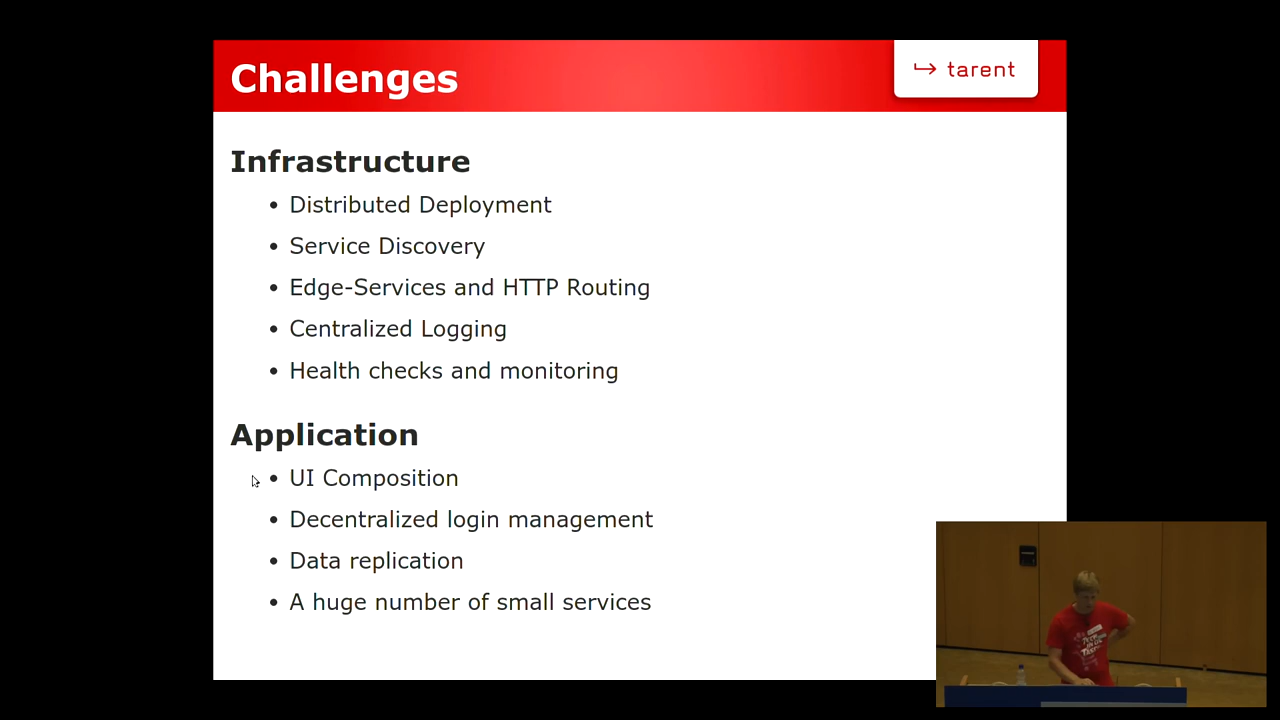 Challenges
↪ tarent
Infrastructure
• Distributed Deployment
• Service Discovery
• Edge-Services and HTTP Routing
• Centralized Logging
• Health checks and monitoring
Application
• UI Composition
• Decentralized login management
• Data replication
• A huge number of small services